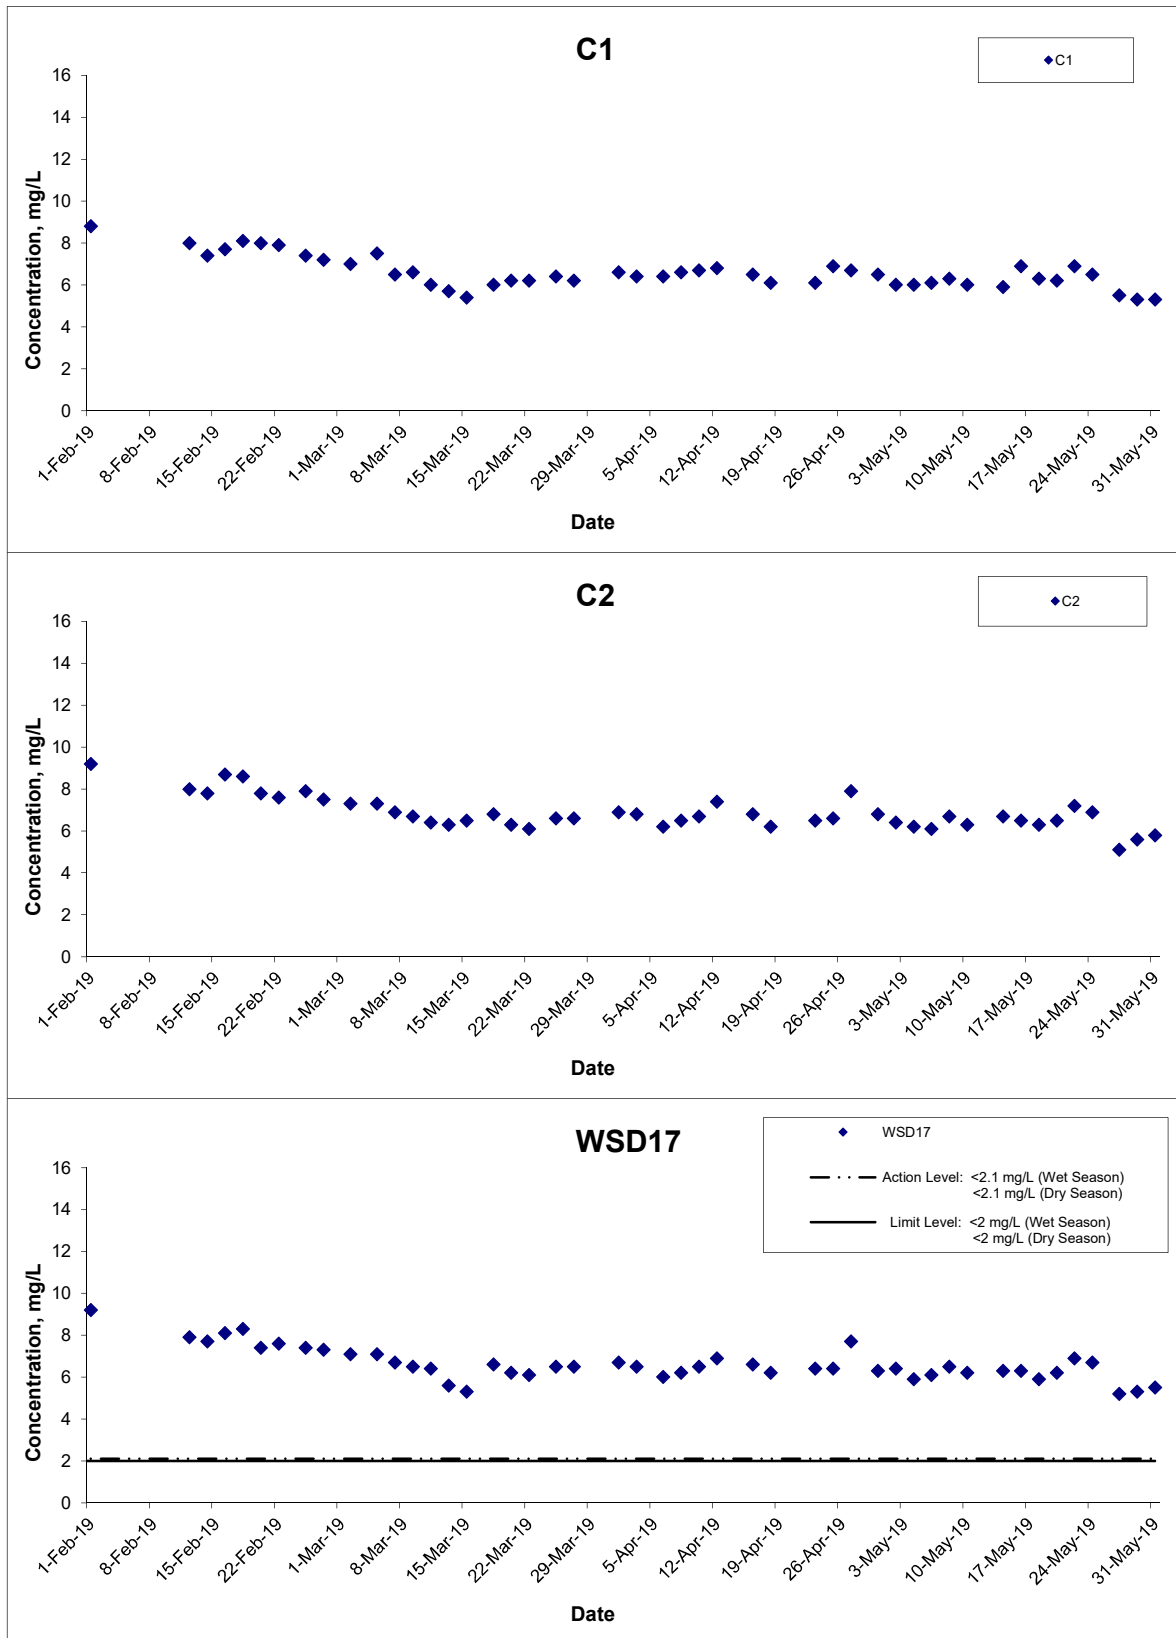 C1
C1
16
14
12
10
8
6
4
2
0
Concentration, mg/L
1-Feb-19
8-Feb-19
15-Feb-19
22-Feb-19
1-Mar-19
8-Mar-19
15-Mar-19
22-Mar-19
29-Mar-19
5-Apr-19
12-Apr-19
19-Apr-19
26-Apr-19
3-May-19
10-May-19
17-May-19
24-May-19
31-May-19
Date
C2
C2
16
14
12
10
8
6
4
2
0
Concentration, mg/L
1-Feb-19
8-Feb-19
15-Feb-19
22-Feb-19
1-Mar-19
8-Mar-19
15-Mar-19
22-Mar-19
29-Mar-19
5-Apr-19
12-Apr-19
19-Apr-19
26-Apr-19
3-May-19
10-May-19
17-May-19
24-May-19
31-May-19
Date
WSD17
WSD17
Action Level: <2.1 mg/L (Wet Season)
<2.1 mg/L (Dry Season)
Limit Level: <2 mg/L (Wet Season)
<2 mg/L (Dry Season)
16
14
12
10
8
6
4
2
0
Concentration, mg/L
1-Feb-19
8-Feb-19
15-Feb-19
22-Feb-19
1-Mar-19
8-Mar-19
15-Mar-19
22-Mar-19
29-Mar-19
5-Apr-19
12-Apr-19
19-Apr-19
26-Apr-19
3-May-19
10-May-19
17-May-19
24-May-19
31-May-19
Date